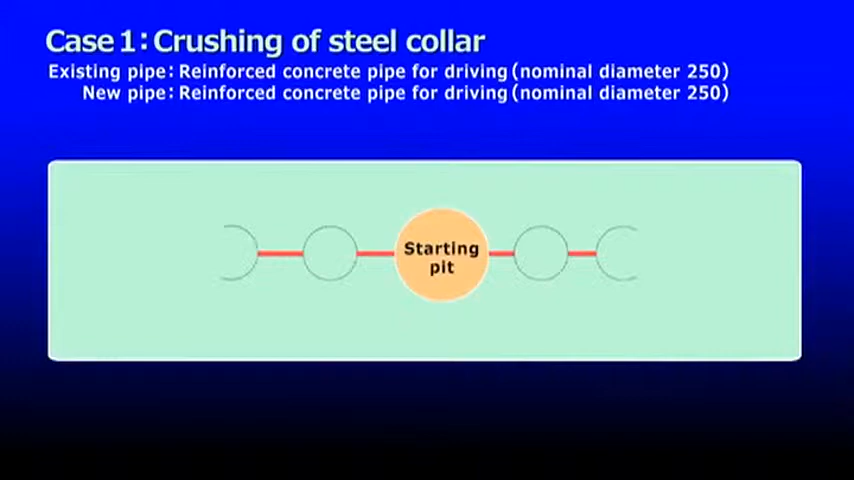 Case 1: Crushing of steel collar
Existing pipe: Reinforced concrete pipe for driving (nominal diameter 250)
New pipe: Reinforced concrete pipe for driving (nominal diameter 250)
Starting
pit